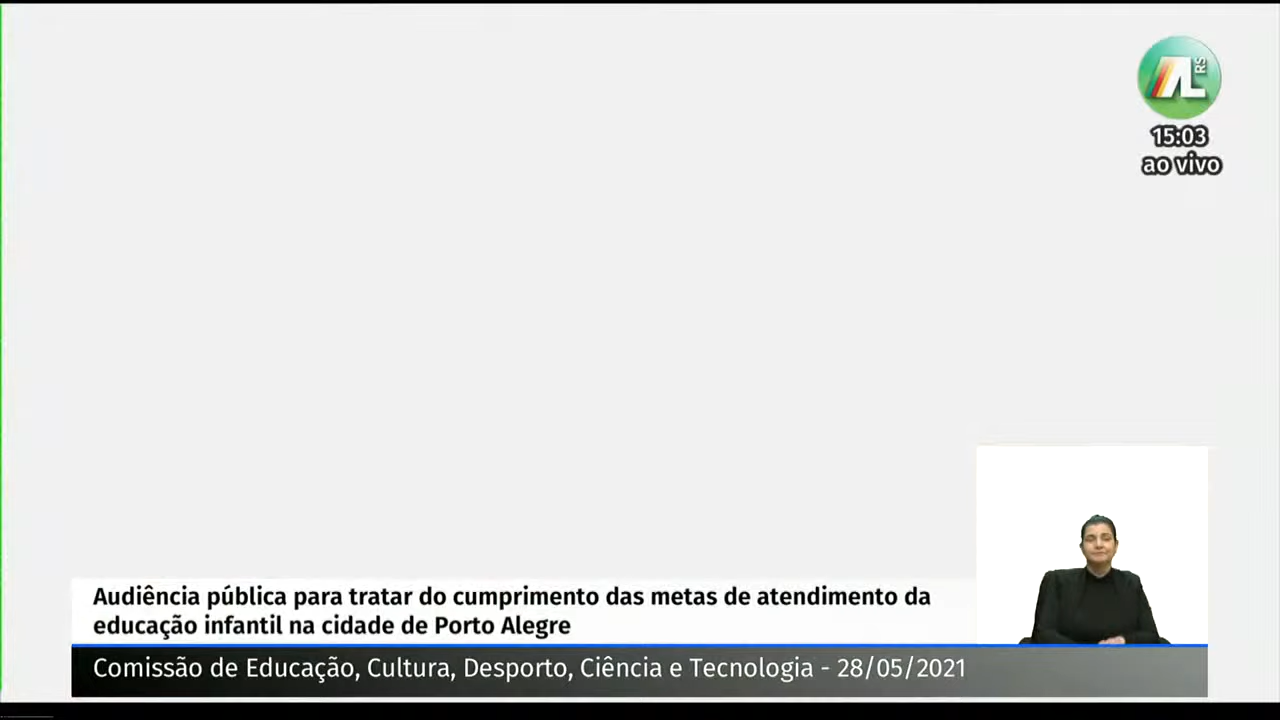 AL RS
15:03
ao vivo
Audiência pública para tratar do cumprimento das metas de atendimento da
educação infantil na cidade de Porto Alegre
Comissão de Educação, Cultura, Desporto, Ciência e Tecnologia - 28/05/2021